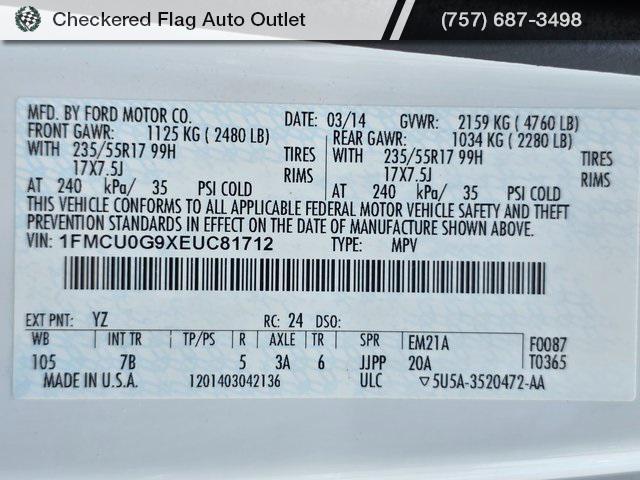 Checkered Flag Auto Outlet
(757) 687-3498
MFD. BY FORD MOTOR CO.
DATE: 03/14 GVWR: 2159 KG ( 4760 LB)
FRONT GAWR: 1125 KG ( 2480 LB)
REAR GAWR: 1034 KG ( 2280 LB)
WITH 235/55R17 99H TIRES
WITH 235/55R17 99H TIRES
17X7.5J RIMS
17X7.5J RIMS
AT 240 kPa/ 35 PSI COLD
AT 240 kPa/ 35 PSI COLD
THIS VEHICLE CONFORMS TO ALL APPLICABLE FEDERAL MOTOR VEHICLE SAFETY AND THEFT
PREVENTION STANDARDS IN EFFECT ON THE DATE OF MANUFACTURE SHOWN ABOVE.
VIN: 1FMCU0G9XEUC81712
TYPE: MPV
EXT PNT: YZ RC: 24 DSO:
WB INT TR TP/PS R AXLE TR SPR EM21A F0087
105 7B 5 3A 6 JJPP 20A T0365
MADE IN U.S.A. 1201403042136 ULC ▽5U5A-3520472-AA